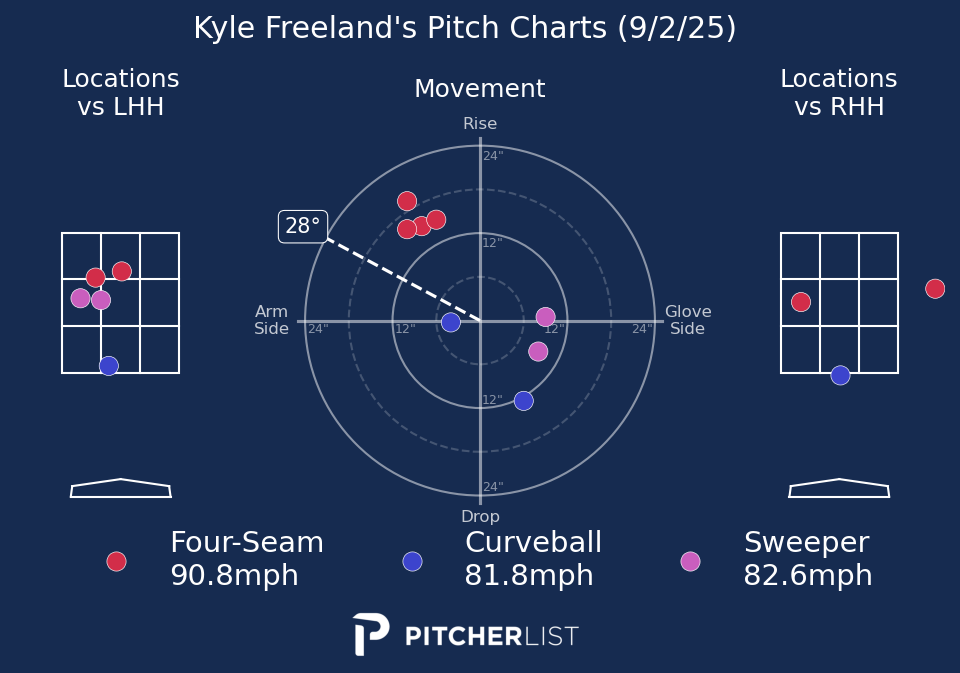 Kyle Freeland's Pitch Charts (9/2/25)
Locations
vs LHH
Movement
Locations
vs RHH
Rise
24"
28°
12"
Arm
Side
24"
12"
12"
24"
Glove
Side
12"
24"
Drop
Four-Seam
90.8mph
Curveball
81.8mph
Sweeper
82.6mph
PITCHERLIST